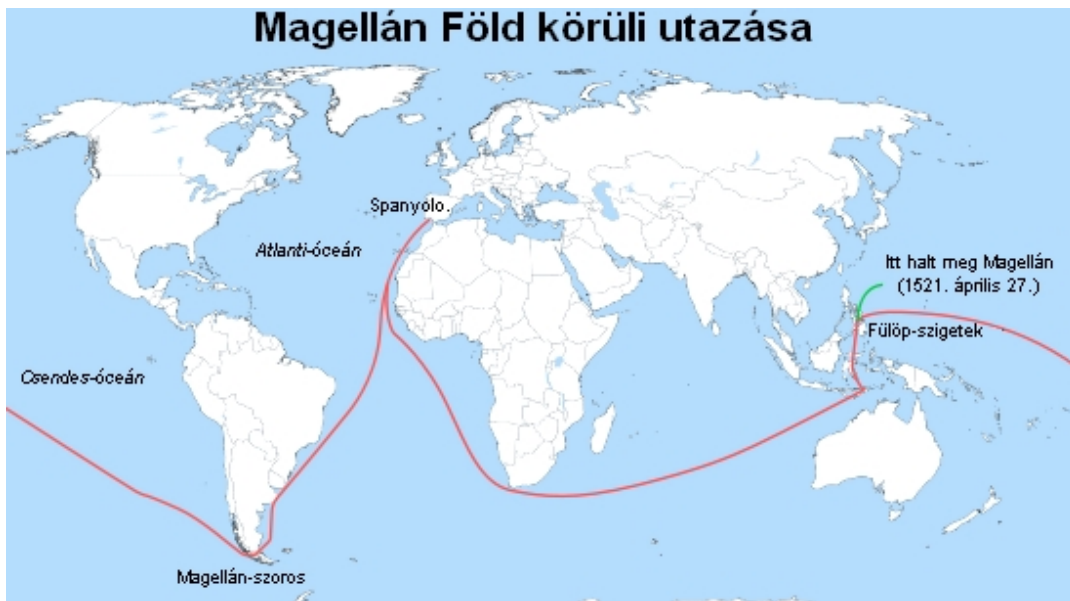 Magellán Föld körüli utazása
Spanyolo.
Atlanti-óceán
Itt halt meg Magellán
(1521. április 27.)
Fülöp-szigetek
Csendes-óceán
Magellán-szoros